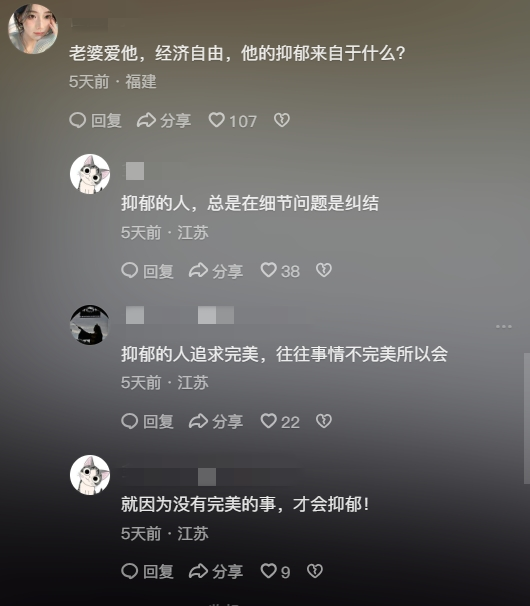 老婆爱他，经济自由，他的抑郁来自于什么？
5天前 · 福建
回复 分享 107
抑郁的人，总是在细节问题是纠结
5天前 · 江苏
回复 分享 38
抑郁的人追求完美，往往事情不完美所以会
5天前 · 江苏
回复 分享 22
就因为没有完美的事，才会抑郁！
5天前 · 江苏
回复 分享 9